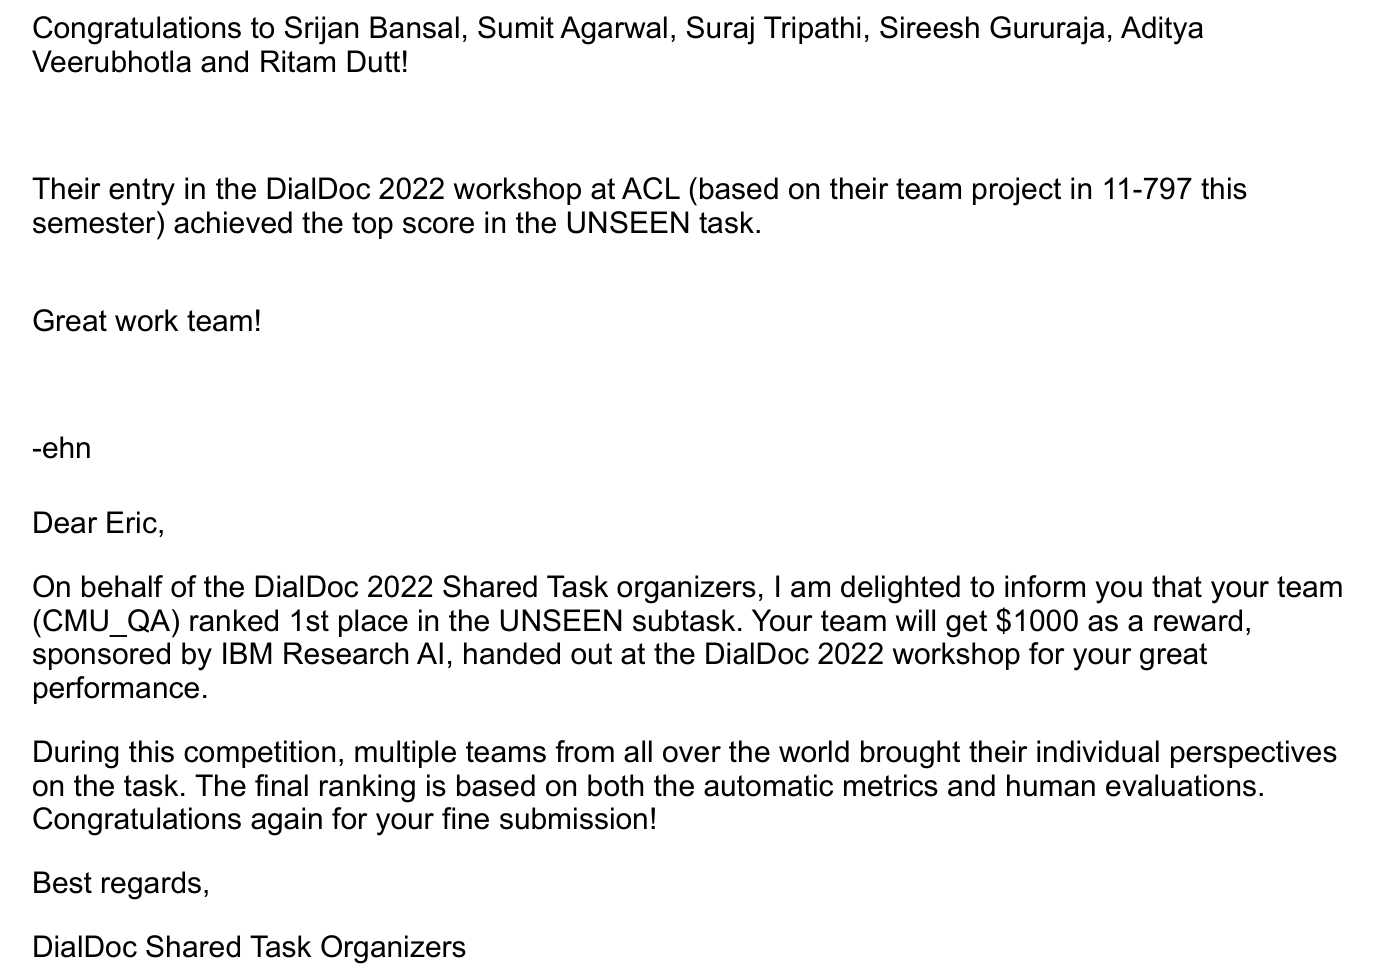 Congratulations to Srijan Bansal, Sumit Agarwal, Suraj Tripathi, Sireesh Gururaja, Aditya
Veerubhotla and Ritam Dutt!
Their entry in the DialDoc 2022 workshop at ACL (based on their team project in 11-797 this
semester) achieved the top score in the UNSEEN task.
Great work team!
-ehn
Dear Eric,
On behalf of the DialDoc 2022 Shared Task organizers, I am delighted to inform you that your team
(CMU_QA) ranked 1st place in the UNSEEN subtask. Your team will get $1000 as a reward,
sponsored by IBM Research AI, handed out at the DialDoc 2022 workshop for your great
performance.
During this competition, multiple teams from all over the world brought their individual perspectives
on the task. The final ranking is based on both the automatic metrics and human evaluations.
Congratulations again for your fine submission!
Best regards,
DialDoc Shared Task Organizers